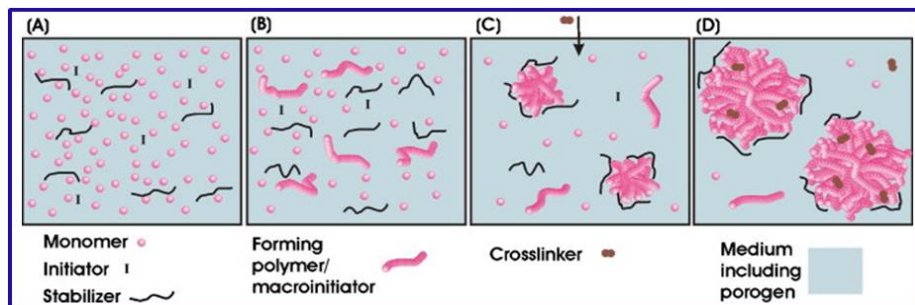 (A) (B) (C) (D)
I I I I
I I
I
Monomer
Initiator I
Stabilizer
Forming
polymer/
macroinitiator
Crosslinker
Medium
including
porogen